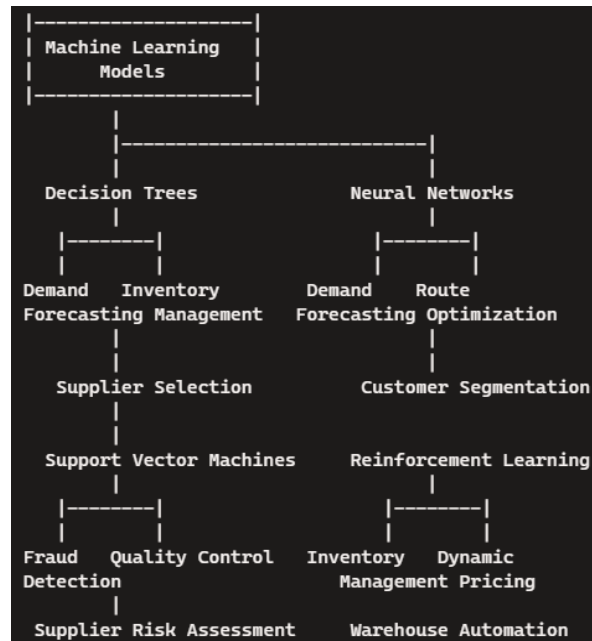 Machine Learning
Models
Decision Trees Neural Networks
Demand Inventory Demand Route
Forecasting Management Forecasting Optimization
Supplier Selection Customer Segmentation
Support Vector Machines Reinforcement Learning
Fraud Quality Control Inventory Dynamic
Detection Management Pricing
Supplier Risk Assessment Warehouse Automation